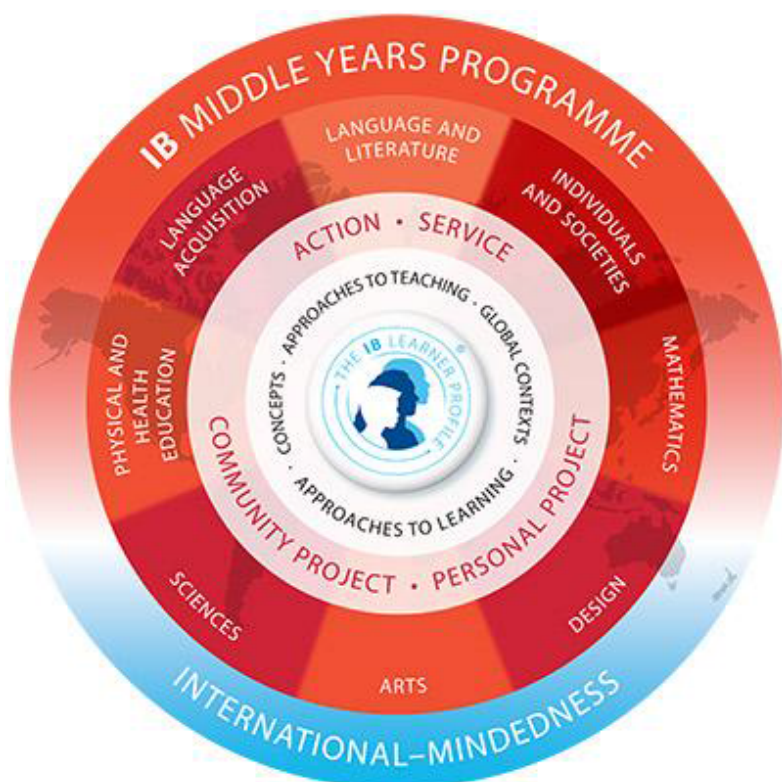 IB MIDDLE YEARS PROGRAMME
LANGUAGE AND
LITERATURE
INDIVIDUALS
AND SOCIETIES
MATHEMATICS
DESIGN
ARTS
SCIENCES
PHYSICAL AND
HEALTH
EDUCATION
LANGUAGE
ACQUISITION
ACTION · SERVICE
PERSONAL PROJECT
·
COMMUNITY PROJECT
APPROACHES TO TEACHING · GLOBAL CONTEXTS ·
APPROACHES TO LEARNING
· CONCEPTS ·
THE IB LEARNER PROFILE ®
INTERNATIONAL–MINDEDNESS